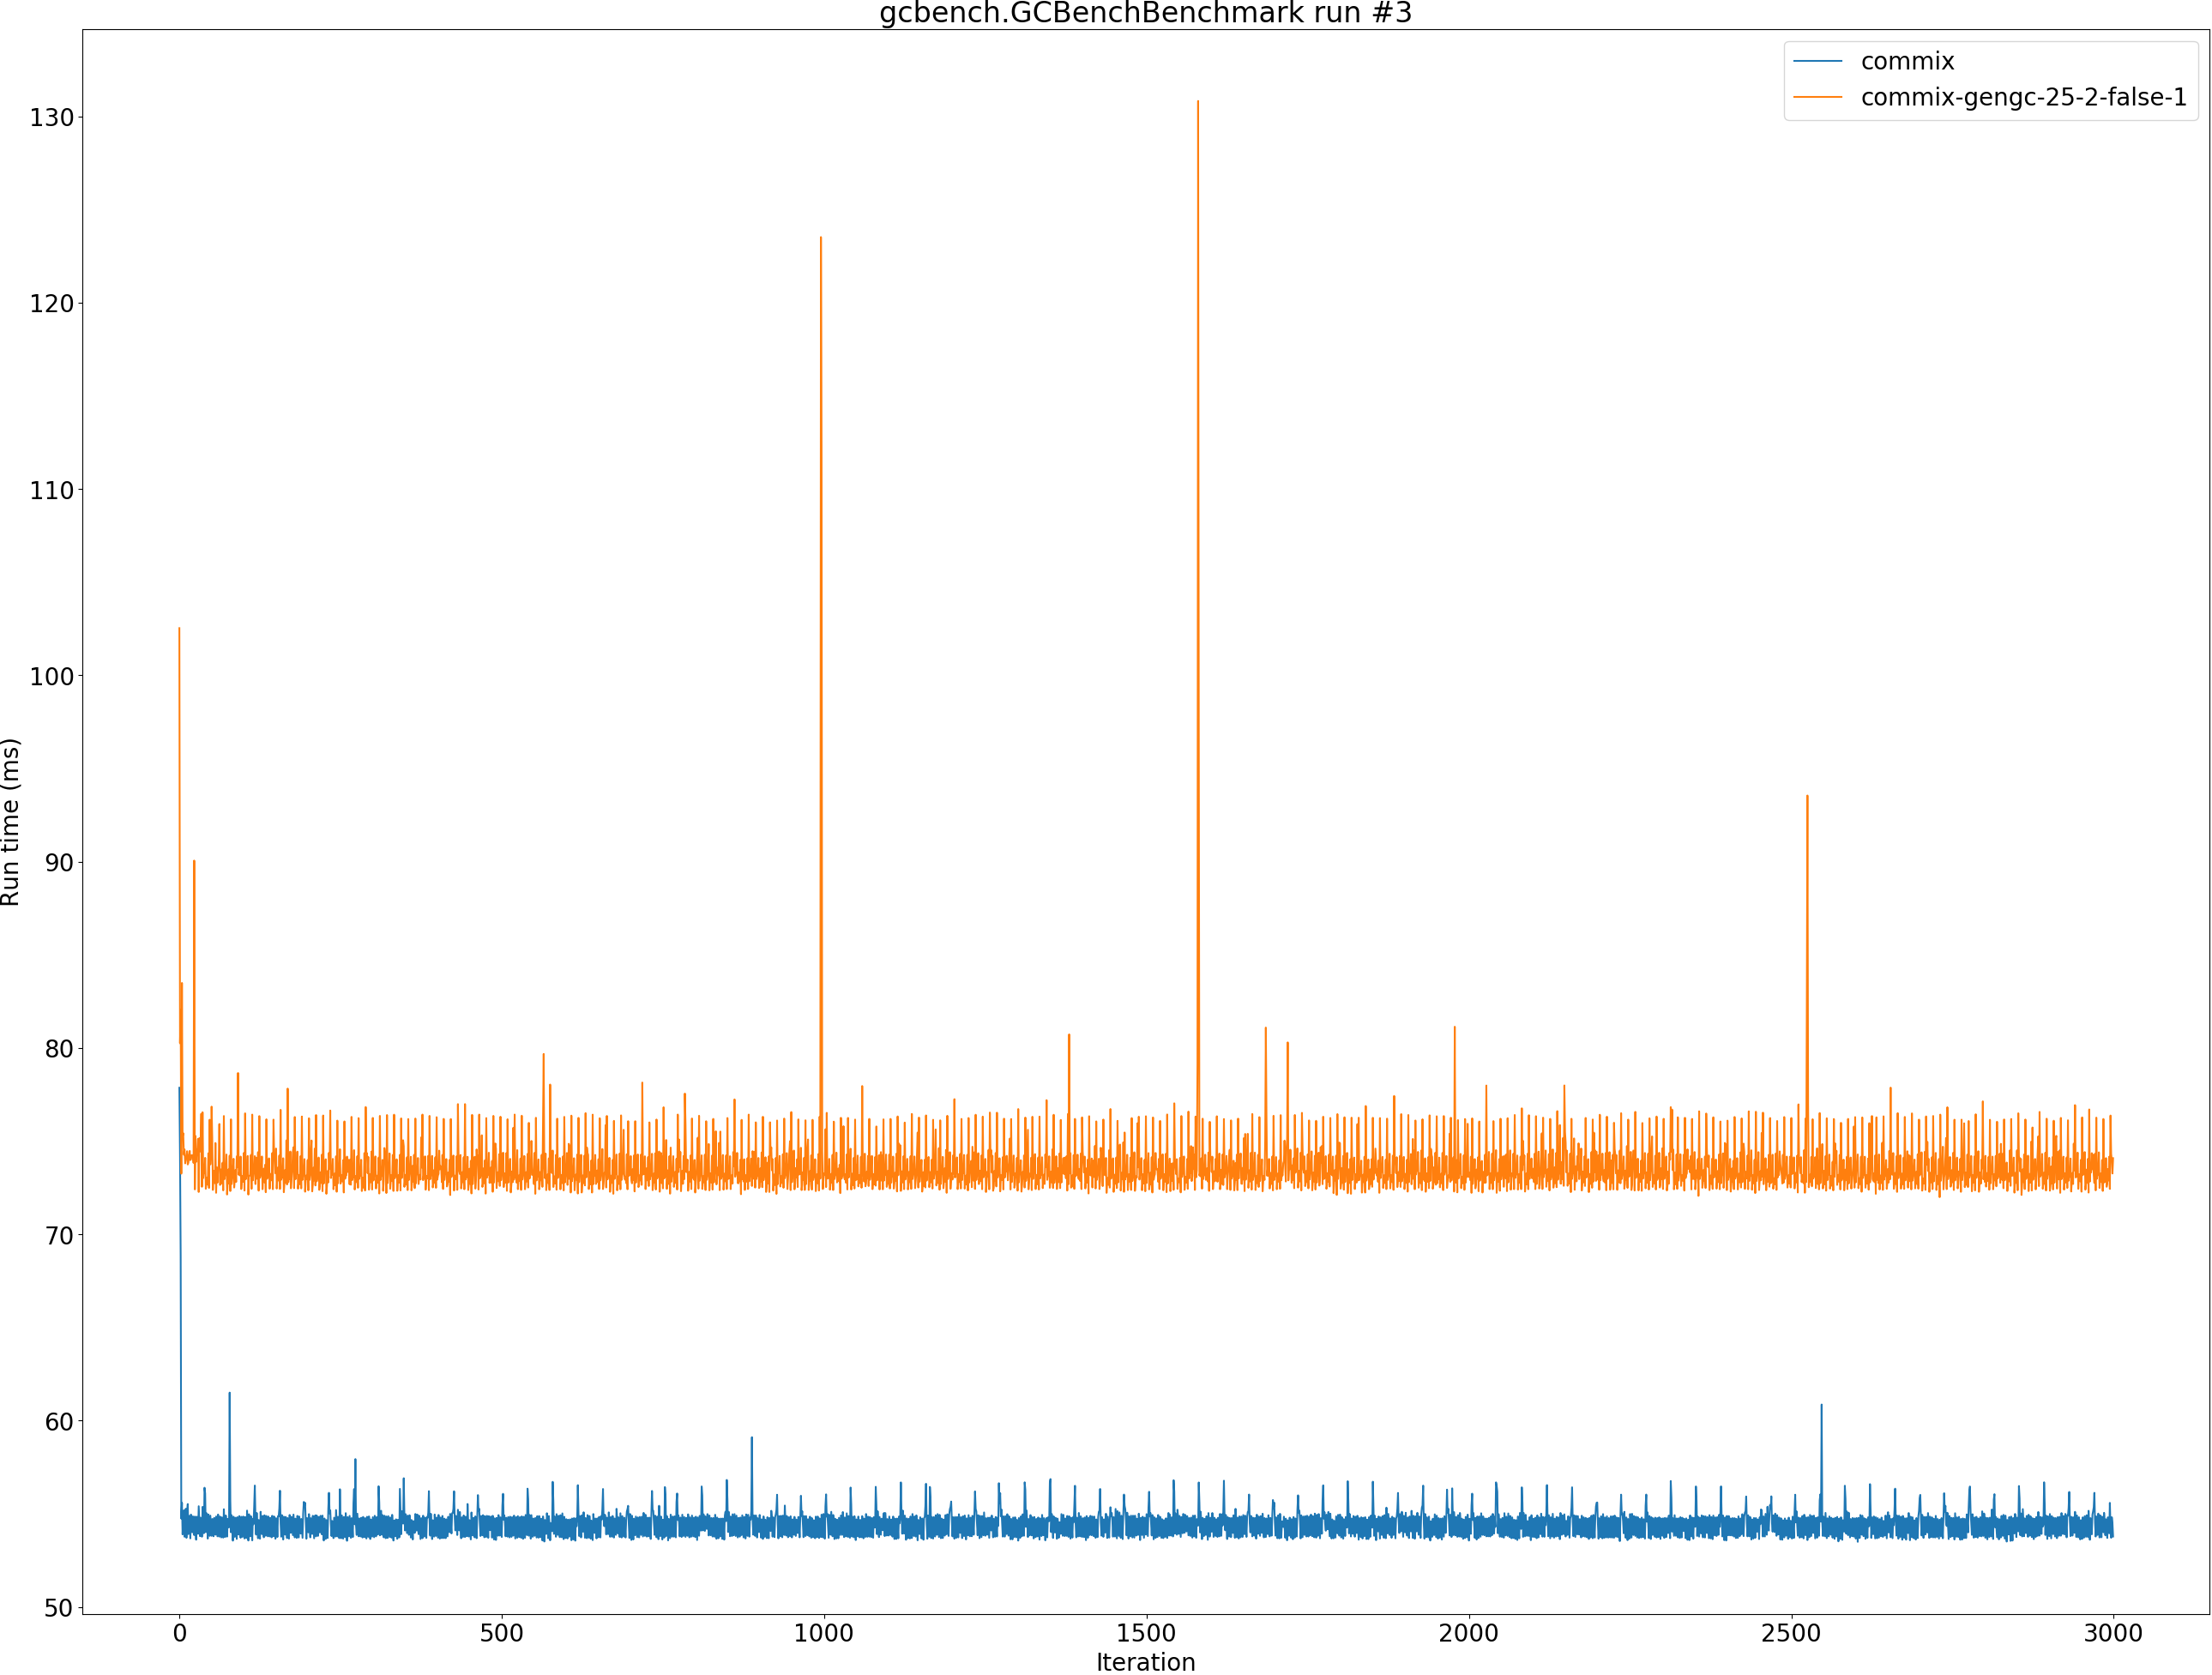 gcbench.GCBenchBenchmark run #3
commix
commix-gengc-25-2-false-1
Run time (ms)
130
120
110
100
90
80
70
60
50
0 500 1000 1500 2000 2500 3000
Iteration